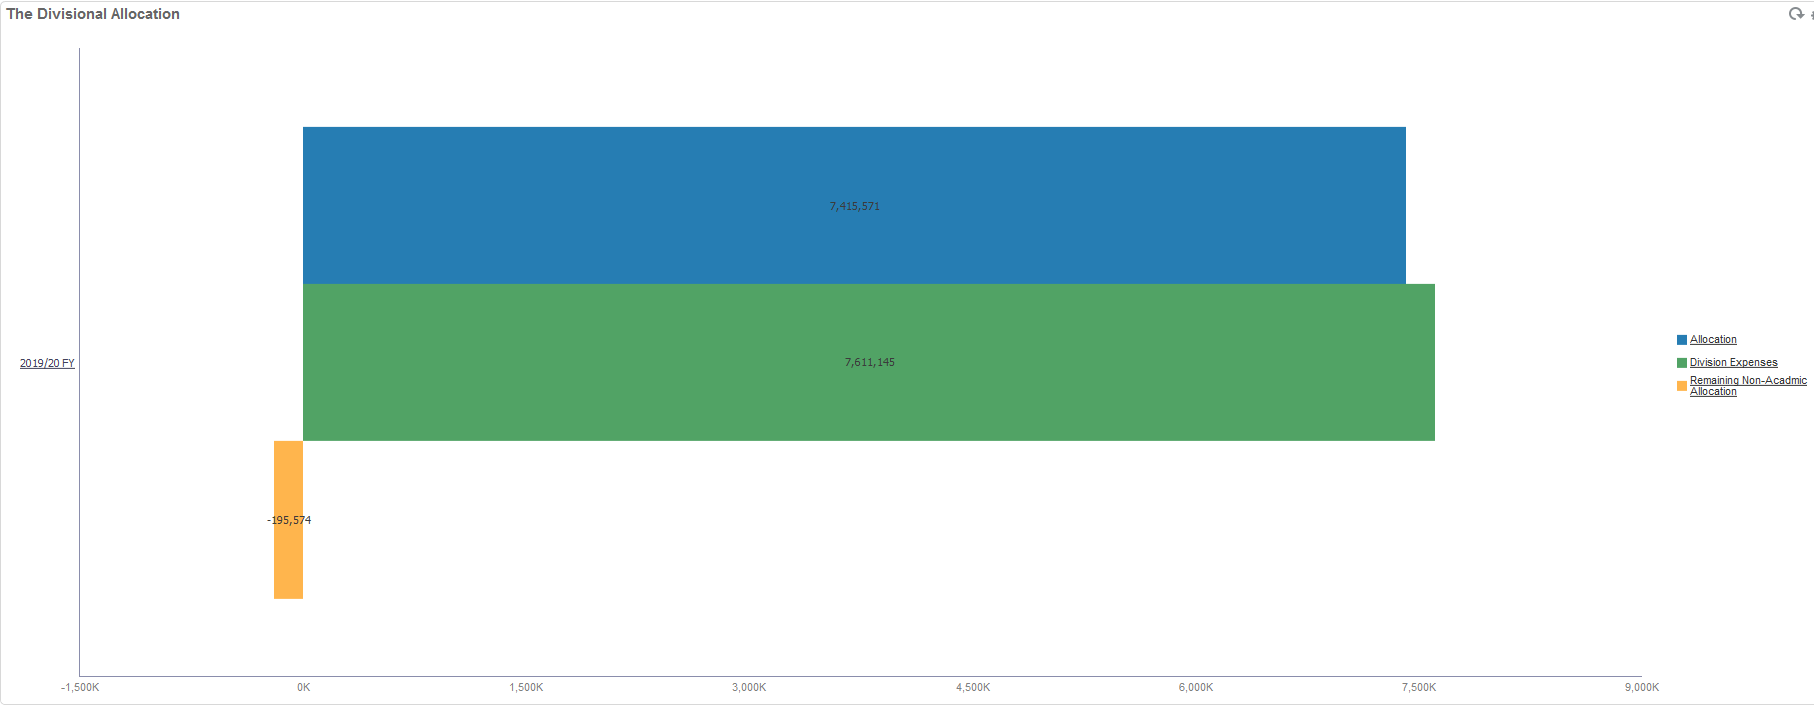 The Divisional Allocation
7,415,571
7,611,145
2019/20 FY
-195,574
Allocation
Division Expenses
Remaining Non-Acadmic
Allocation
-1,500K
0K
1,500K
3,000K
4,500K
6,000K
7,500K
9,000K